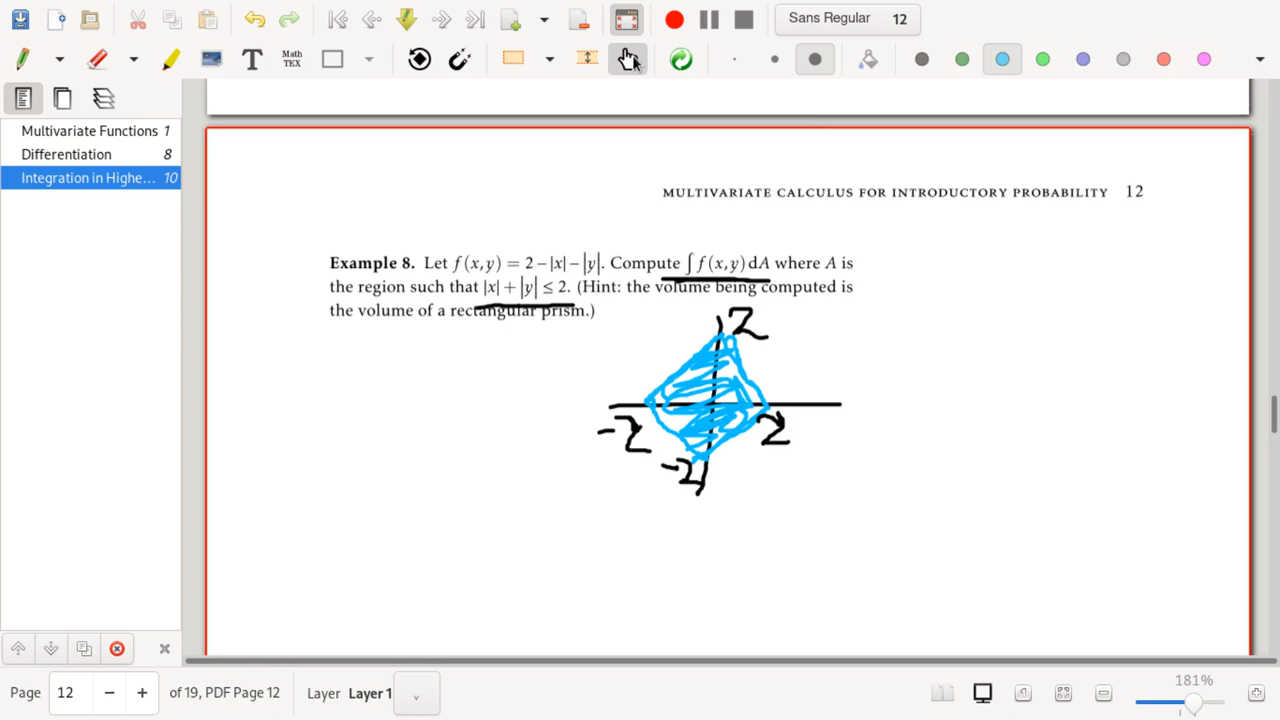 Sans Regular 12
T Math TEX
Multivariate Functions 1
Differentiation 8
Integration in Highe... 10
MULTIVARIATE CALCULUS FOR INTRODUCTORY PROBABILITY 12
Example 8. Let f(x,y) = 2−|x|−|y|. Compute ∫ f(x,y) dA where A is
the region such that |x|+|y| ≤ 2. (Hint: the volume being computed is
the volume of a rectangular prism.)
2
-2 2
-2
Page 12 of 19, PDF Page 12 Layer Layer 1 181%